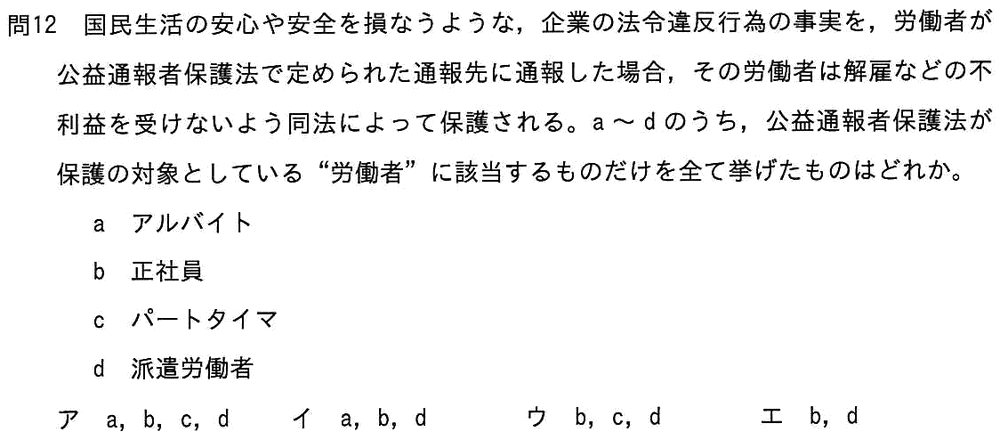 問12　国民生活の安心や安全を損なうような，企業の法令違反行為の事実を，労働者が
公益通報者保護法で定められた通報先に通報した場合，その労働者は解雇などの不
利益を受けないよう同法によって保護される。a～dのうち，公益通報者保護法が
保護の対象としている“労働者”に該当するものだけを全て挙げたものはどれか。
a　アルバイト
b　正社員
c　パートタイマ
d　派遣労働者
ア　a，b，c，d　　イ　a，b，d　　ウ　b，c，d　　エ　b，d